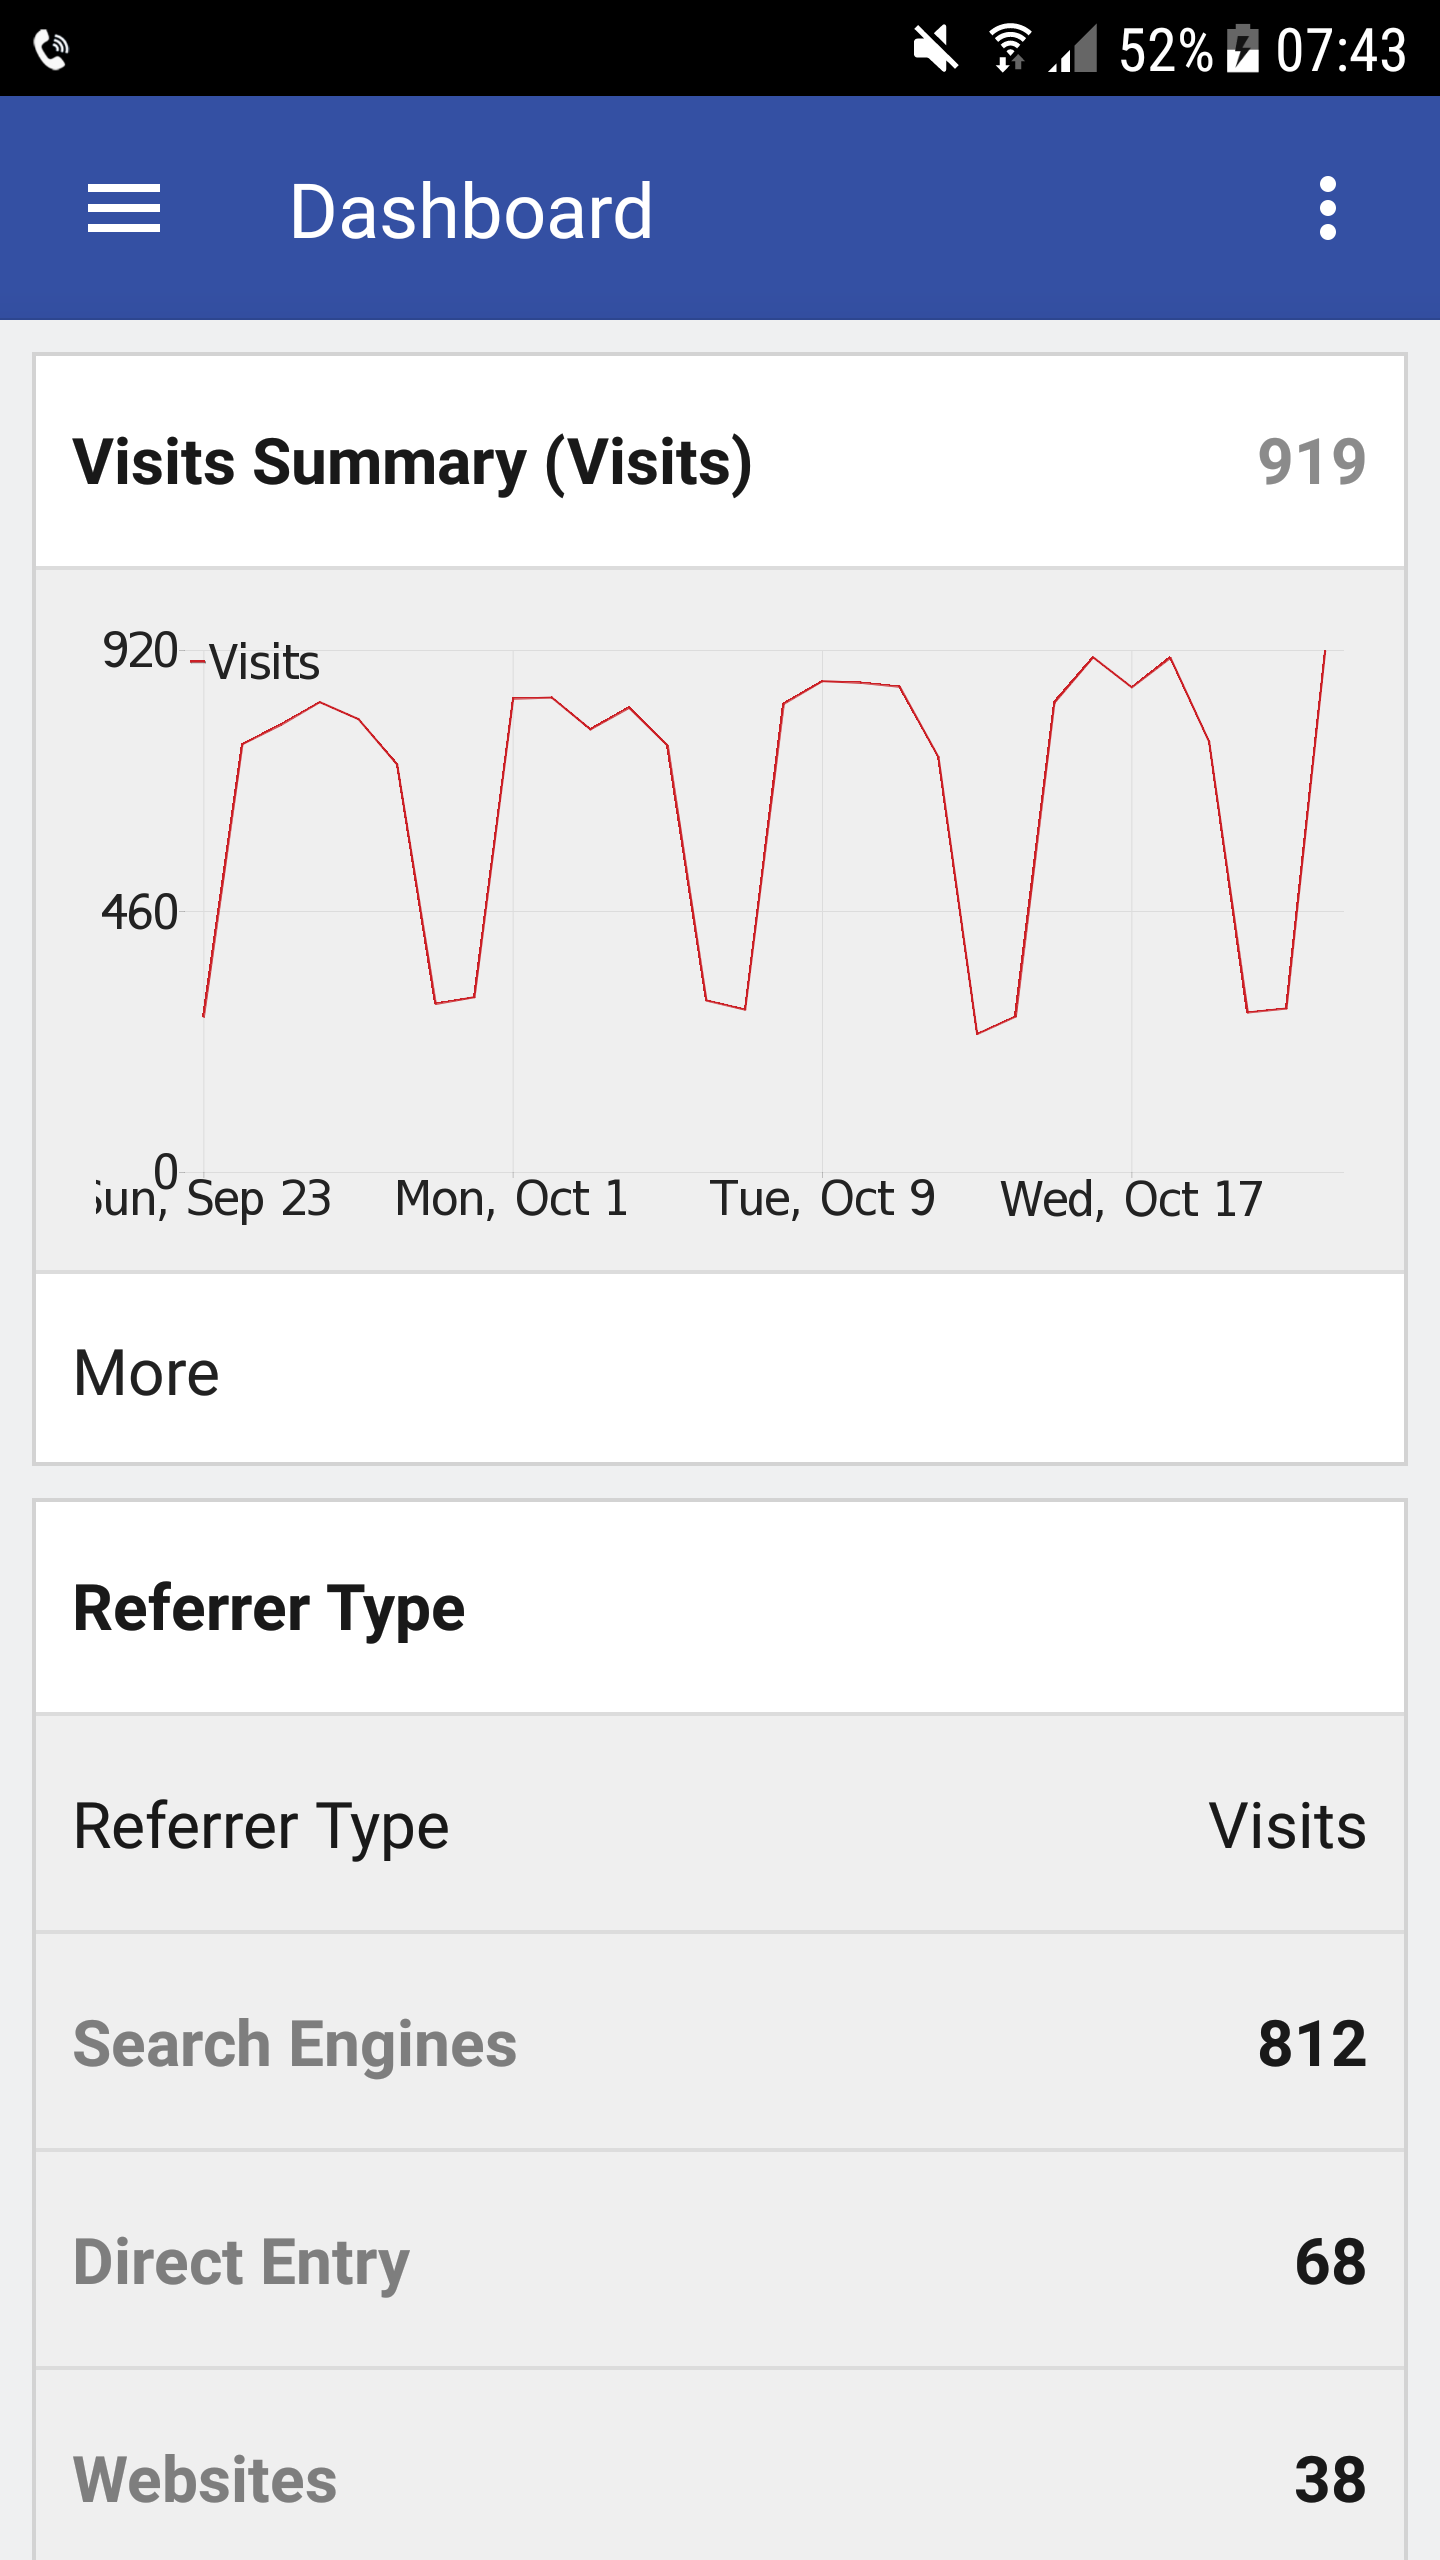 52% 07:43
Dashboard
Visits Summary (Visits) 919
920 Visits
460
0
Sun, Sep 23 Mon, Oct 1 Tue, Oct 9 Wed, Oct 17
More
Referrer Type
Referrer Type Visits
Search Engines 812
Direct Entry 68
Websites 38